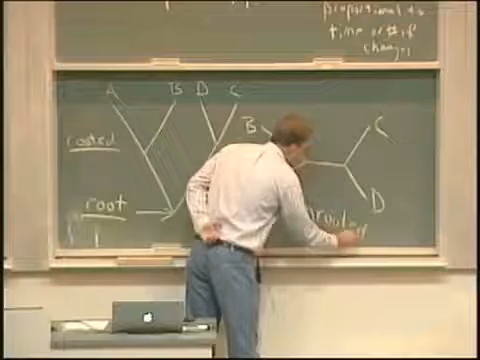 proportional to
time or # of
changes
A B D C
rooted
B
C
root
D